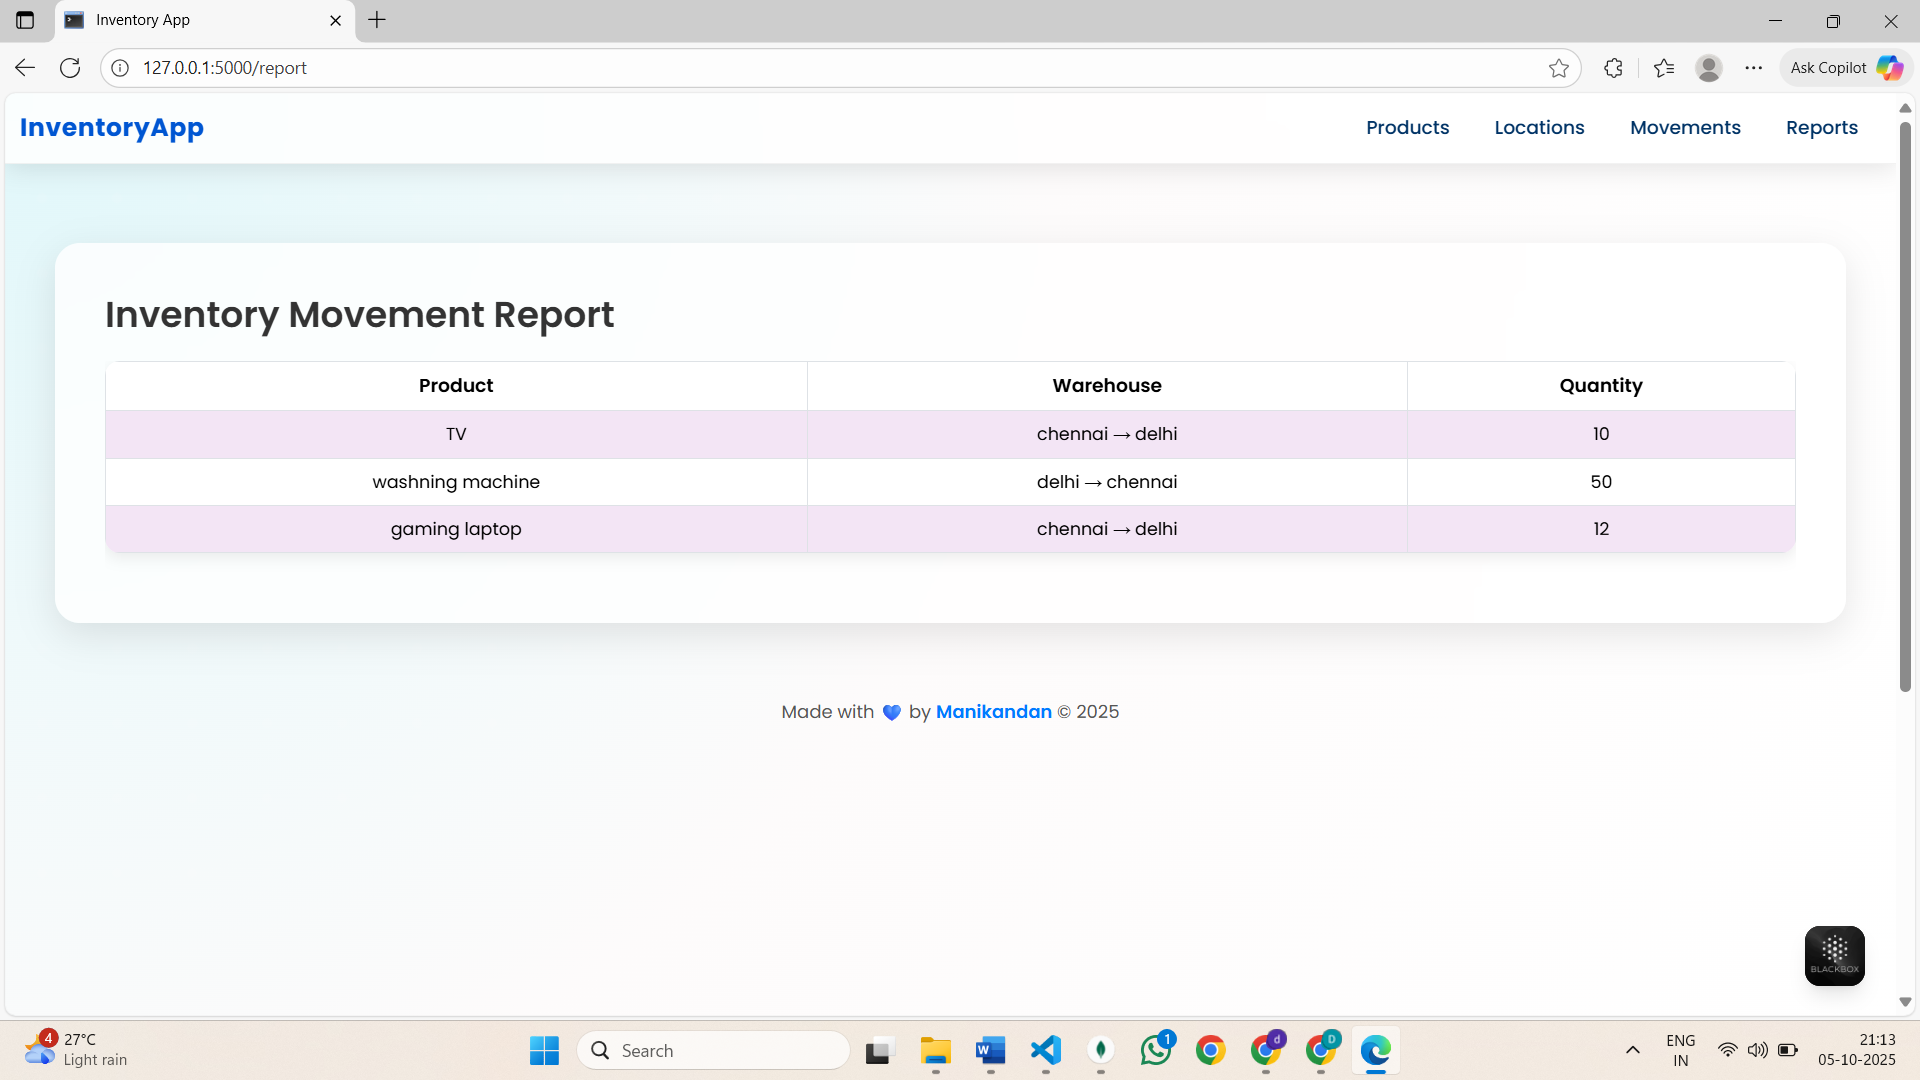 Inventory App
127.0.0.1:5000/report
Ask Copilot
InventoryApp
Products Locations Movements Reports
Inventory Movement Report
Product Warehouse Quantity
TV chennai → delhi 10
washning machine delhi → chennai 50
gaming laptop chennai → delhi 12
Made with 💙 by Manikandan © 2025
BLACKBOX
4
27°C
Light rain
Search
W
1
d
D
ENG
IN
21:13
05-10-2025